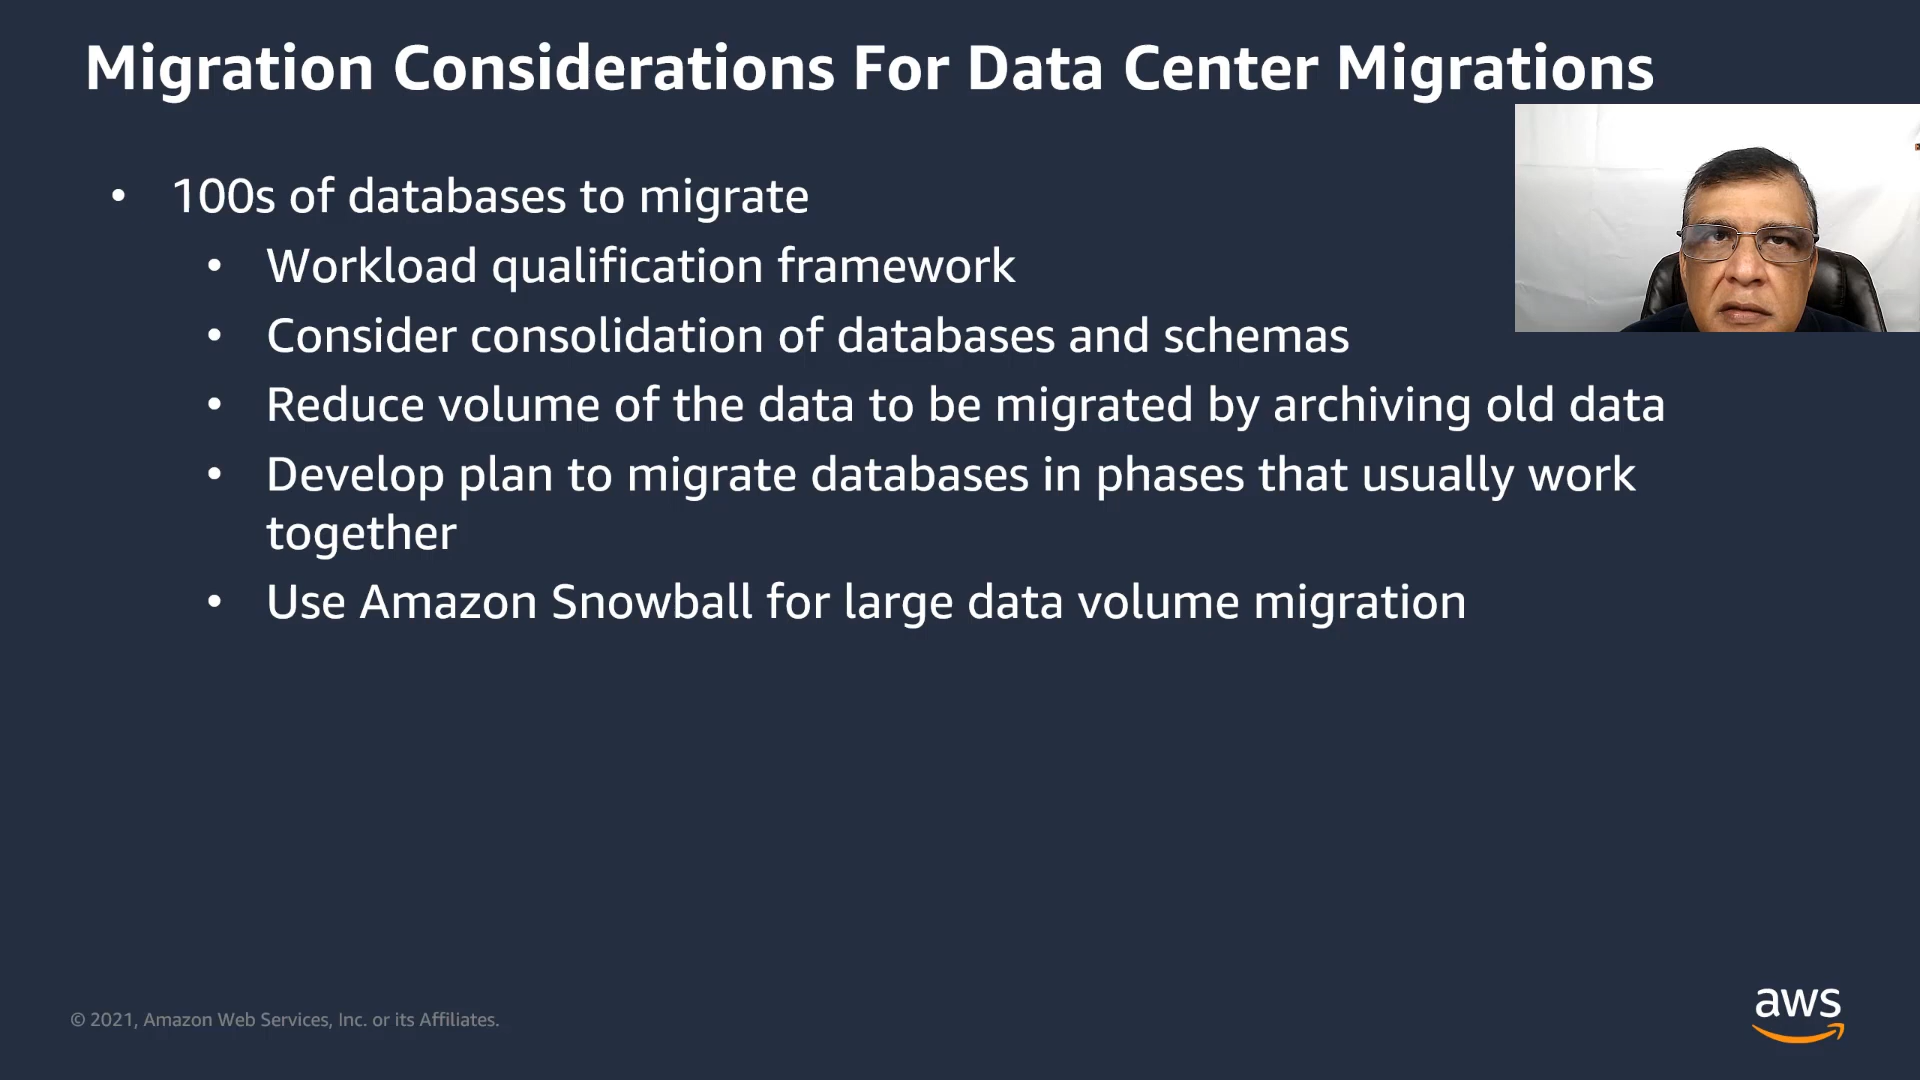 Migration Considerations For Data Center Migrations
• 100s of databases to migrate
• Workload qualification framework
• Consider consolidation of databases and schemas
• Reduce volume of the data to be migrated by archiving old data
• Develop plan to migrate databases in phases that usually work
together
• Use Amazon Snowball for large data volume migration
© 2021, Amazon Web Services, Inc. or its Affiliates.
aws